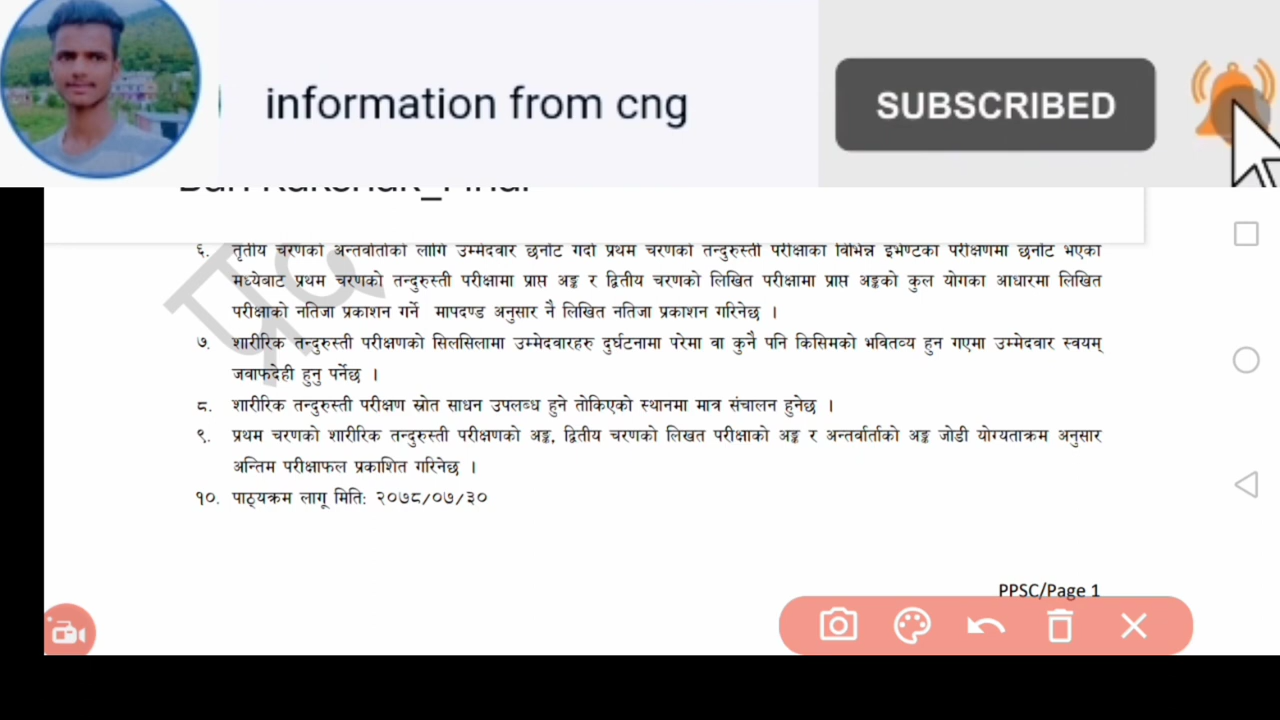 information from cng
SUBSCRIBED
६. तृतीय चरणको अन्तर्वार्ताको लागि उम्मेदवार छनौट गर्दा प्रथम चरणको तन्दुरुस्ती परीक्षाका विभिन्न इभेण्टका परीक्षणमा छनौट भएका
मध्येबाट प्रथम चरणको तन्दुरुस्ती परीक्षामा प्राप्त अङ्क र द्वितीय चरणको लिखित परीक्षामा प्राप्त अङ्कको कुल योगका आधारमा लिखित
परीक्षाको नतिजा प्रकाशन गर्ने मापदण्ड अनुसार नै लिखित नतिजा प्रकाशन गरिनेछ ।
७. शारीरिक तन्दुरुस्ती परीक्षणको सिलसिलामा उम्मेदवारहरु दुर्घटनामा परेमा वा कुनै पनि किसिमको भवितव्य हुन गएमा उम्मेदवार स्वयम्
जवाफदेही हुनु पर्नेछ ।
८. शारीरिक तन्दुरुस्ती परीक्षण स्रोत साधन उपलब्ध हुने तोकिएको स्थानमा मात्र संचालन हुनेछ ।
९. प्रथम चरणको शारीरिक तन्दुरुस्ती परीक्षणको अङ्क, द्वितीय चरणको लिखत परीक्षाको अङ्क र अन्तर्वार्ताको अङ्क जोडी योग्यताक्रम अनुसार
अन्तिम परीक्षाफल प्रकाशित गरिनेछ ।
१०. पाठ्यक्रम लागू मिति: २०७८/०७/३०
PPSC/Page 1